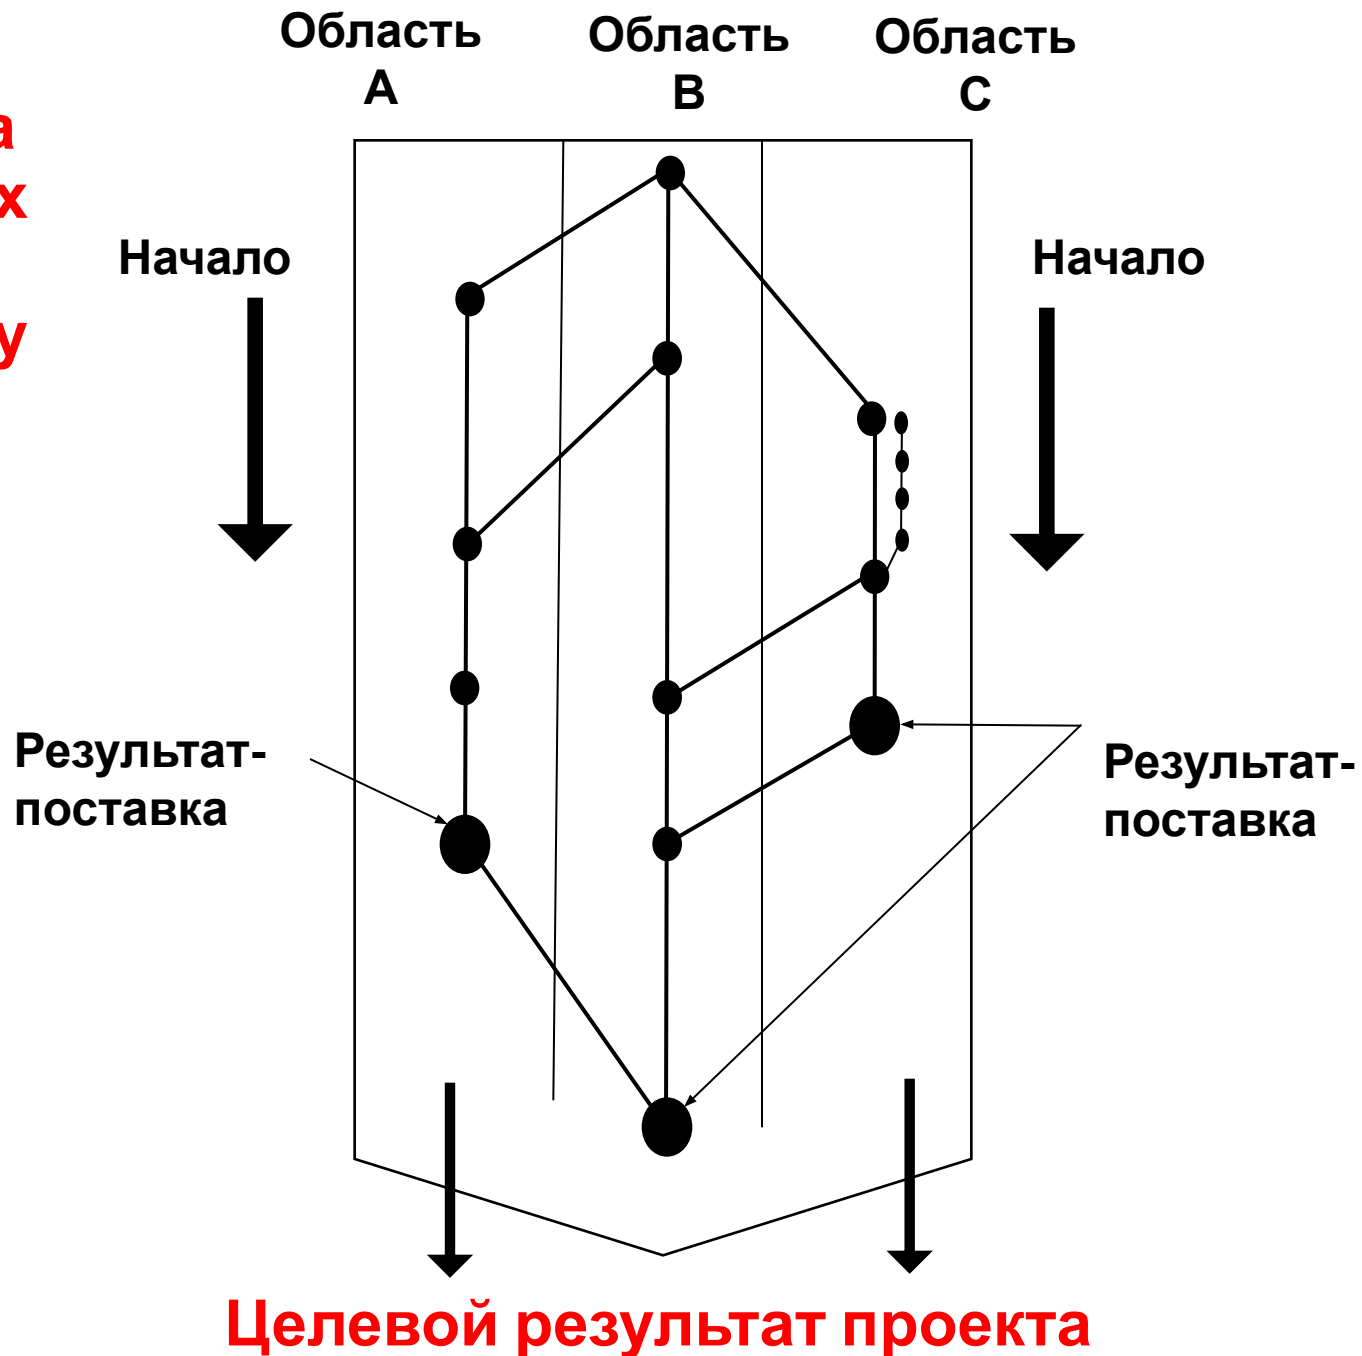 Область
А
Область
В
Область
С
а
х
у
Начало
Начало
Результат-
поставка
Результат-
поставка
Целевой результат проекта